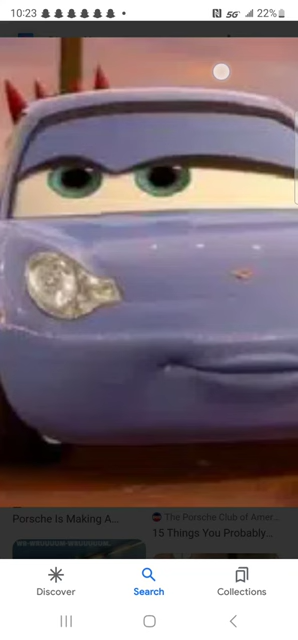 10:23
5G
22%
Porsche Is Making A...
The Porsche Club of Amer...
15 Things You Probably...
Discover
Search
Collections